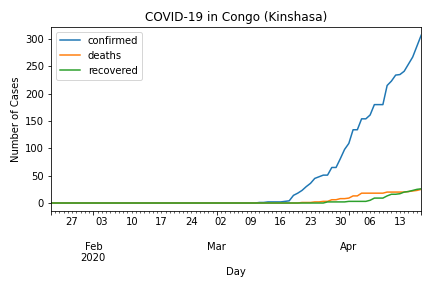 COVID-19 in Congo (Kinshasa)
confirmed
deaths
recovered
Number of Cases
300
250
200
150
100
50
0
27 03 10 17 24 02 09 16 23 30 06 13
Feb Mar Apr
2020
Day